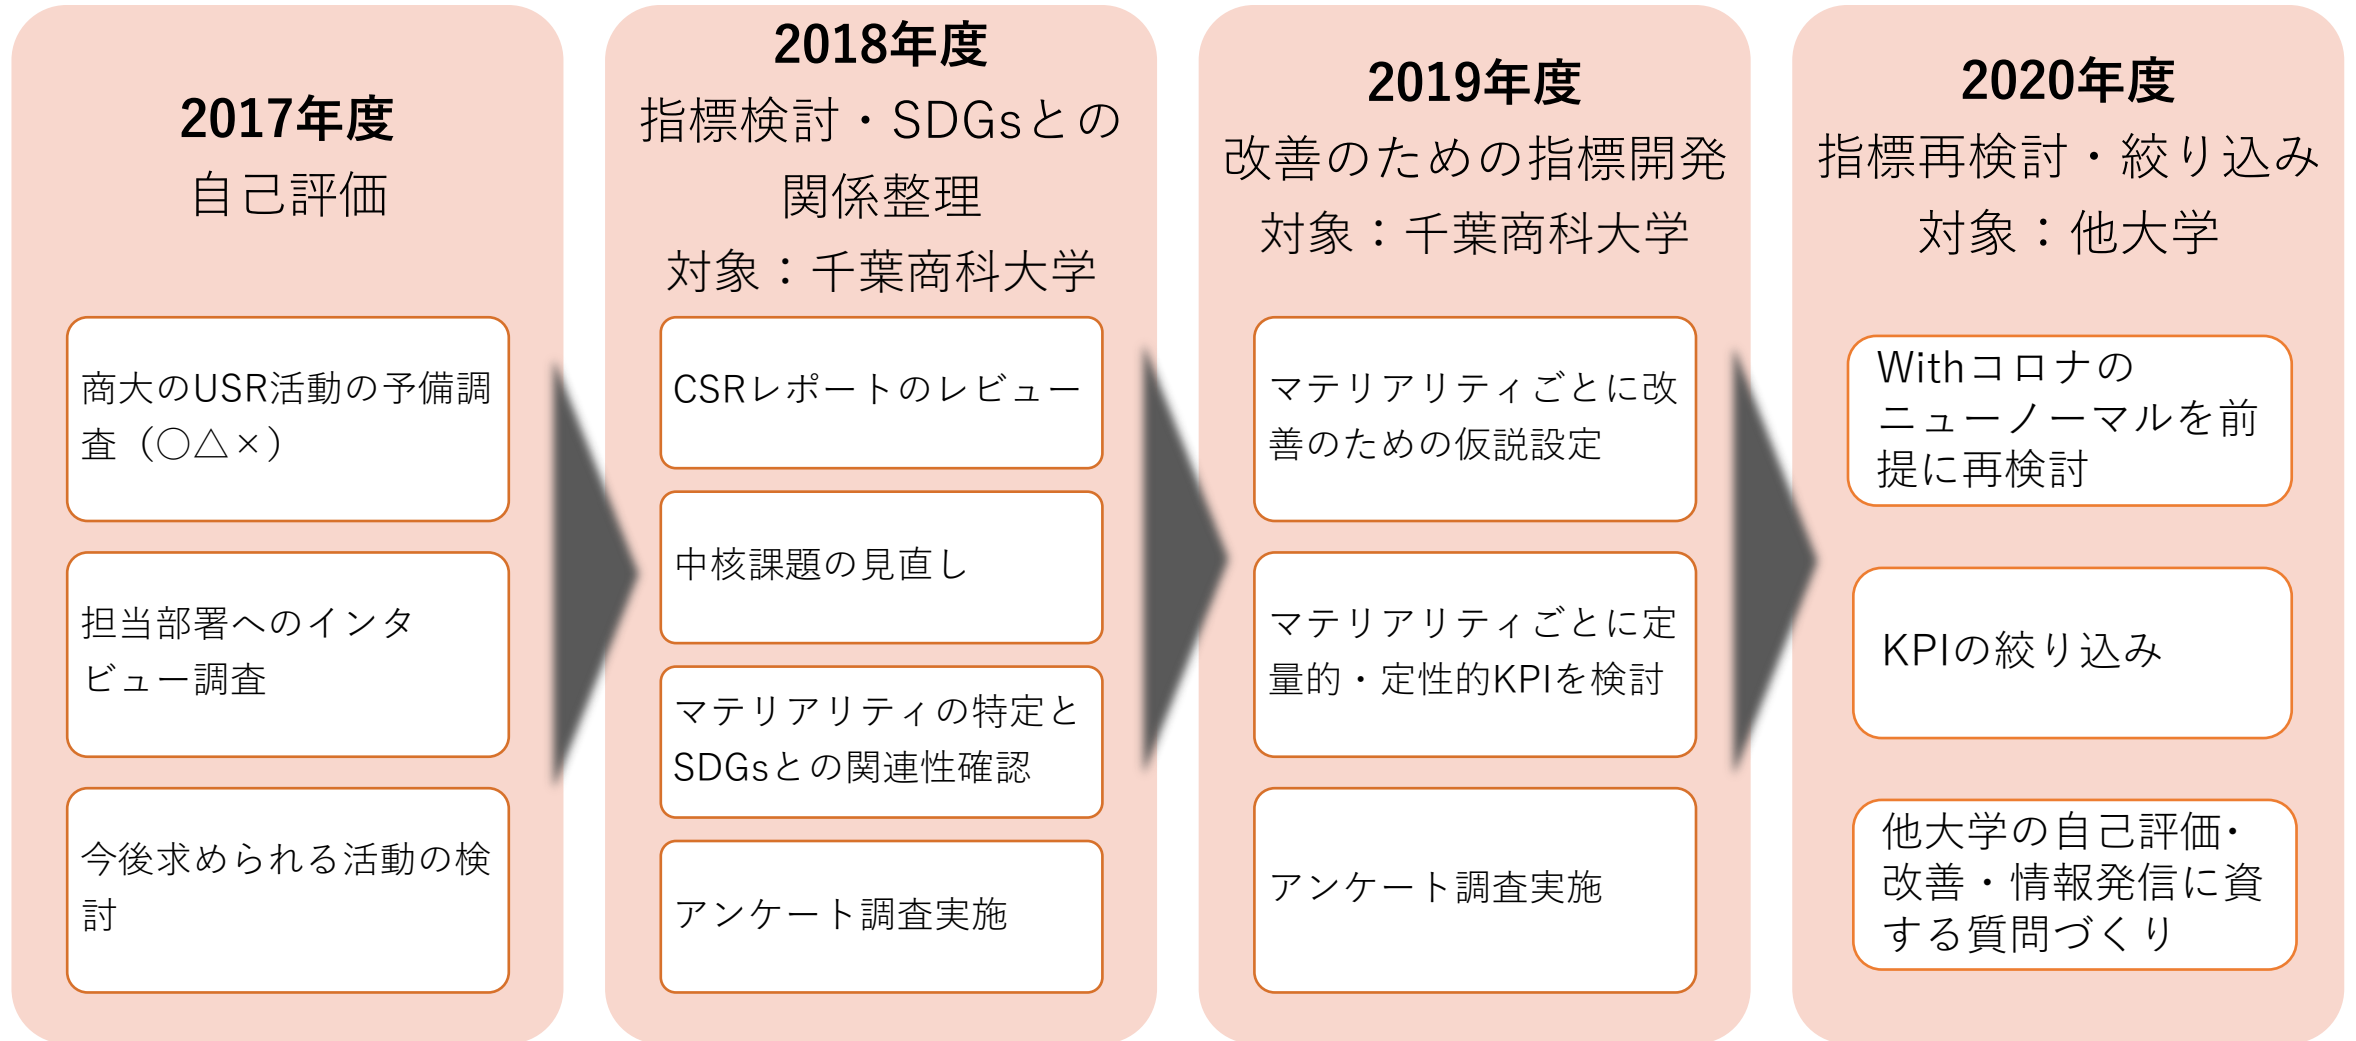 2017年度
自己評価
商大のUSR活動の予備調
査（○△×）
担当部署へのインタ
ビュー調査
今後求められる活動の検
討
2018年度
指標検討・SDGsとの
関係整理
対象：千葉商科大学
CSRレポートのレビュー
中核課題の見直し
マテリアリティの特定と
SDGsとの関連性確認
アンケート調査実施
2019年度
改善のための指標開発
対象：千葉商科大学
マテリアリティごとに改
善のための仮説設定
マテリアリティごとに定
量的・定性的KPIを検討
アンケート調査実施
2020年度
指標再検討・絞り込み
対象：他大学
Withコロナの
ニューノーマルを前
提に再検討
KPIの絞り込み
他大学の自己評価・
改善・情報発信に資
する質問づくり